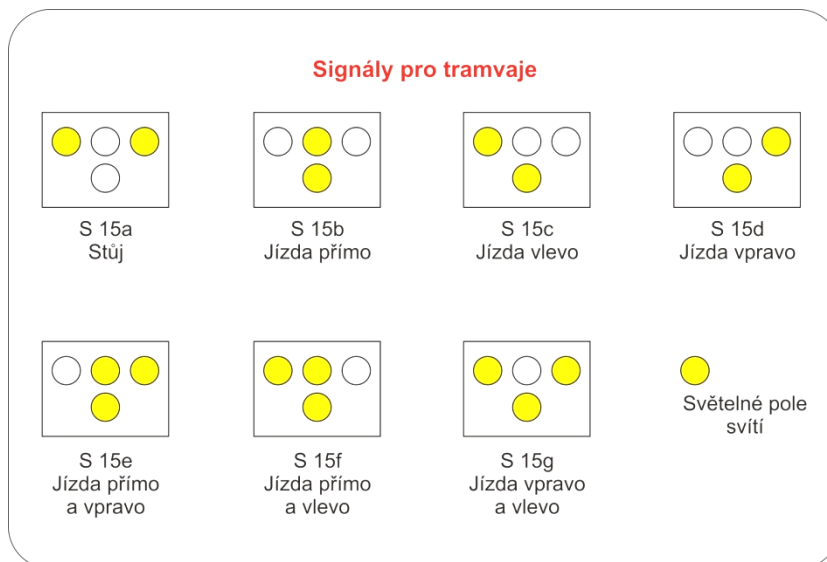 Signály pro tramvaje
S 15a
Stůj
S 15b
Jízda přímo
S 15c
Jízda vlevo
S 15d
Jízda vpravo
S 15e
Jízda přímo
a vpravo
S 15f
Jízda přímo
a vlevo
S 15g
Jízda vpravo
a vlevo
Světelné pole
svítí